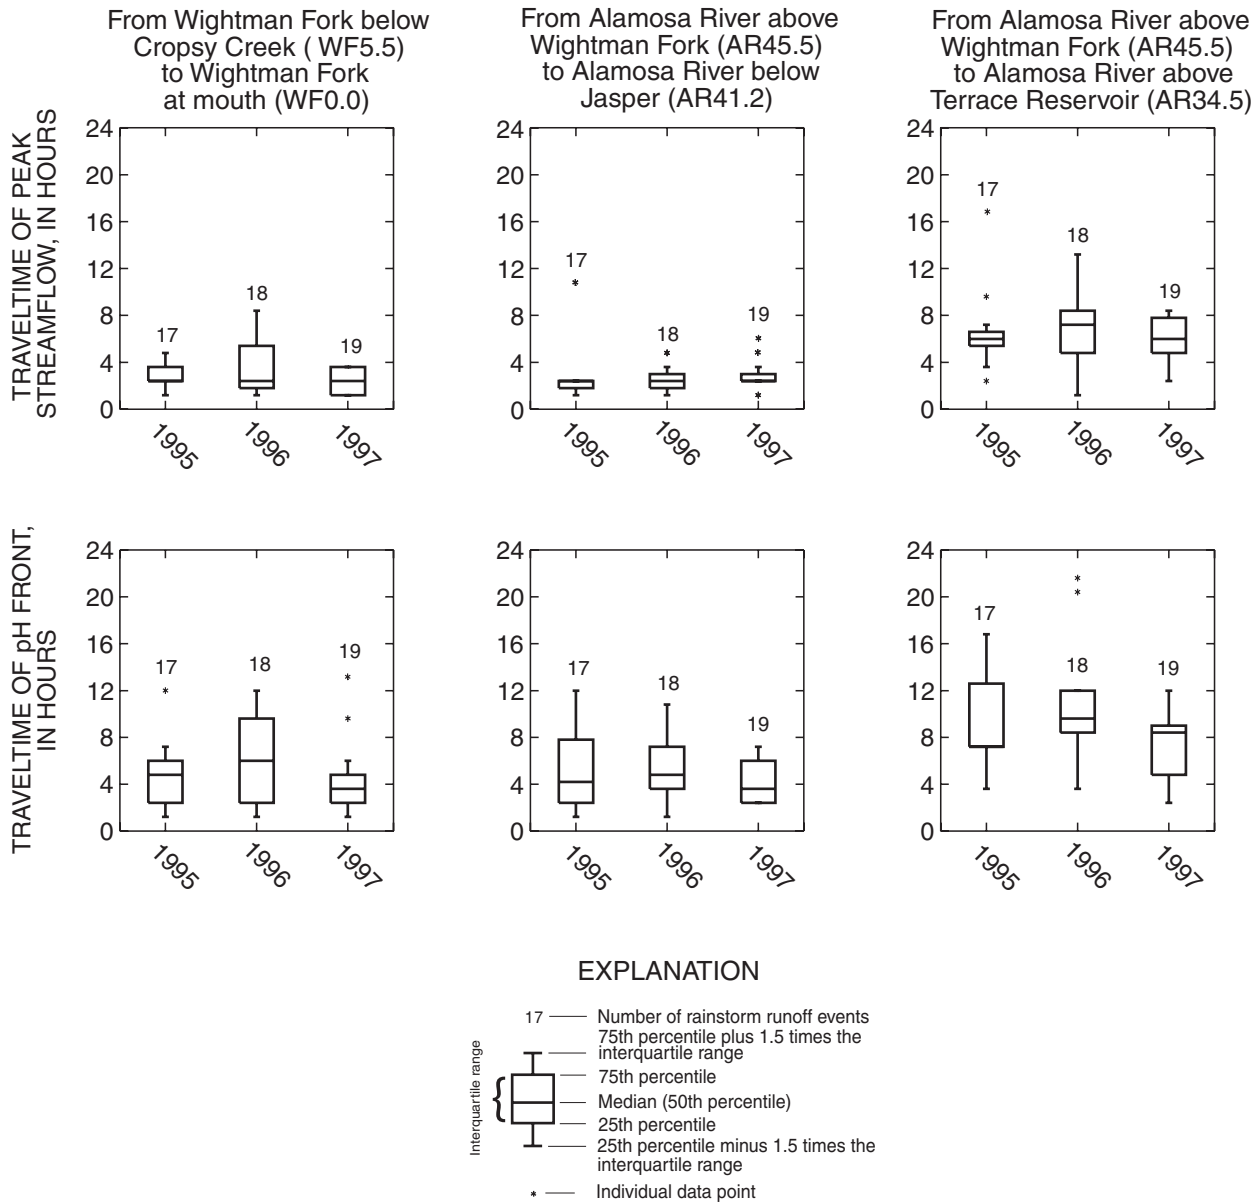 From Wightman Fork below
Cropsy Creek ( WF5.5)
to Wightman Fork
at mouth (WF0.0)
From Alamosa River above
Wightman Fork (AR45.5)
to Alamosa River below
Jasper (AR41.2)
From Alamosa River above
Wightman Fork (AR45.5)
to Alamosa River above
Terrace Reservoir (AR34.5)
TRAVELTIME OF PEAK
STREAMFLOW, IN HOURS
24
20
16
12
8
4
0
17
18
19
1995
1996
1997
24
20
16
12
8
4
0
17
18
19
1995
1996
1997
24
20
16
12
8
4
0
17
18
19
1995
1996
1997
TRAVELTIME OF pH FRONT,
IN HOURS
24
20
16
12
8
4
0
17
18
19
1995
1996
1997
24
20
16
12
8
4
0
17
18
19
1995
1996
1997
24
20
16
12
8
4
0
17
18
19
1995
1996
1997
EXPLANATION
17
Number of rainstorm runoff events
75th percentile plus 1.5 times the
interquartile range
75th percentile
Median (50th percentile)
25th percentile
25th percentile minus 1.5 times the
interquartile range
Interquartile range
* Individual data point